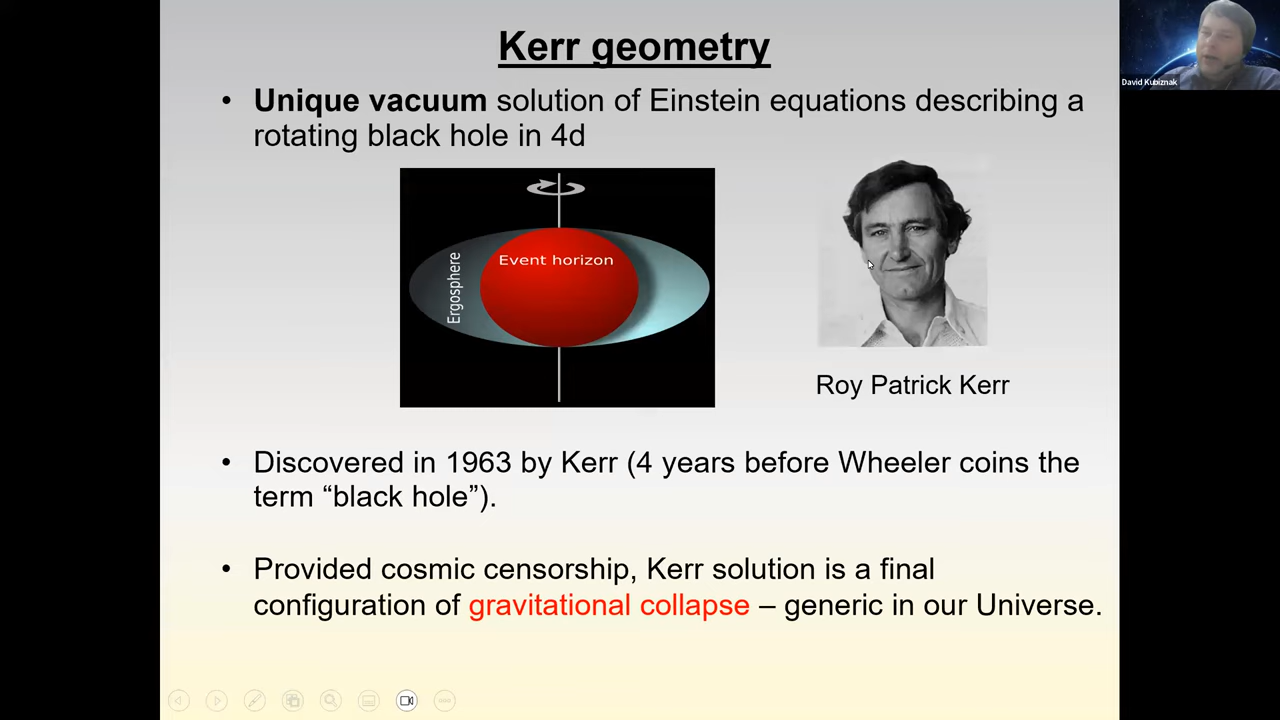 Kerr geometry
David Kubiznak
• Unique vacuum solution of Einstein equations describing a
rotating black hole in 4d
Event horizon
Ergosphere
Roy Patrick Kerr
• Discovered in 1963 by Kerr (4 years before Wheeler coins the
term “black hole”).
• Provided cosmic censorship, Kerr solution is a final
configuration of gravitational collapse – generic in our Universe.